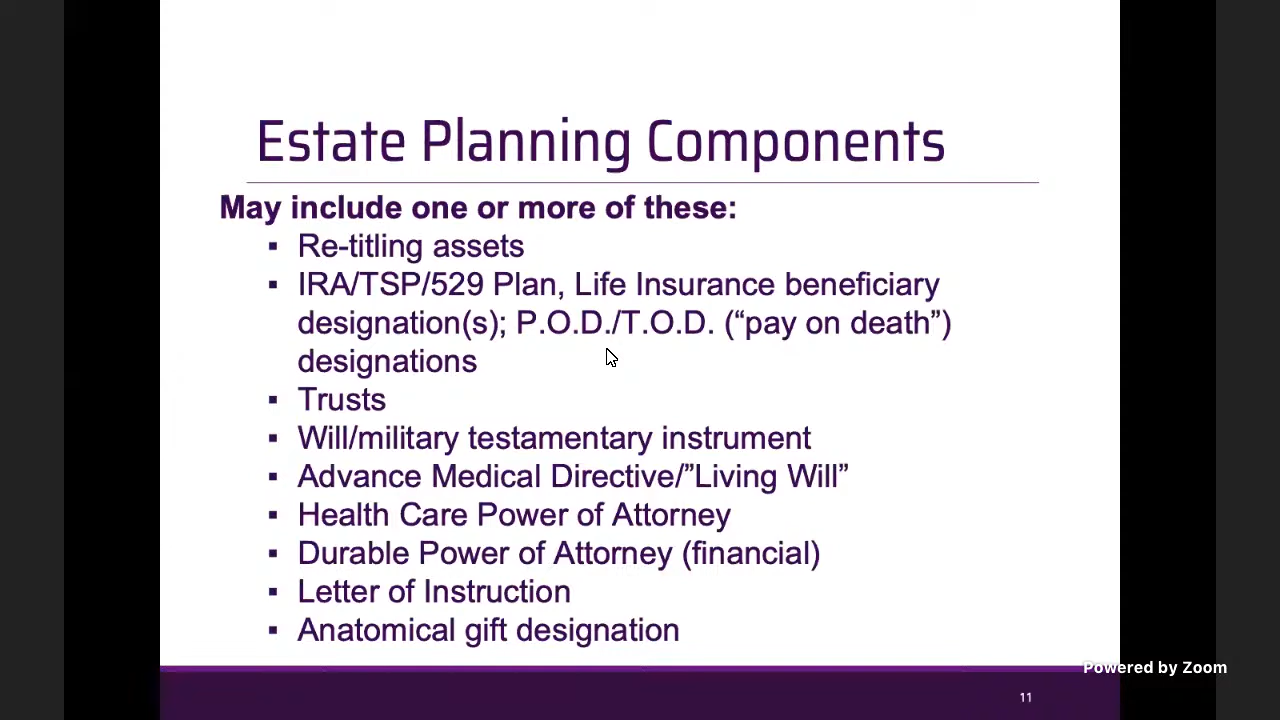 Estate Planning Components
May include one or more of these:
▪ Re-titling assets
▪ IRA/TSP/529 Plan, Life Insurance beneficiary
designation(s); P.O.D./T.O.D. (“pay on death”)
designations
▪ Trusts
▪ Will/military testamentary instrument
▪ Advance Medical Directive/”Living Will”
▪ Health Care Power of Attorney
▪ Durable Power of Attorney (financial)
▪ Letter of Instruction
▪ Anatomical gift designation
Powered by Zoom
11